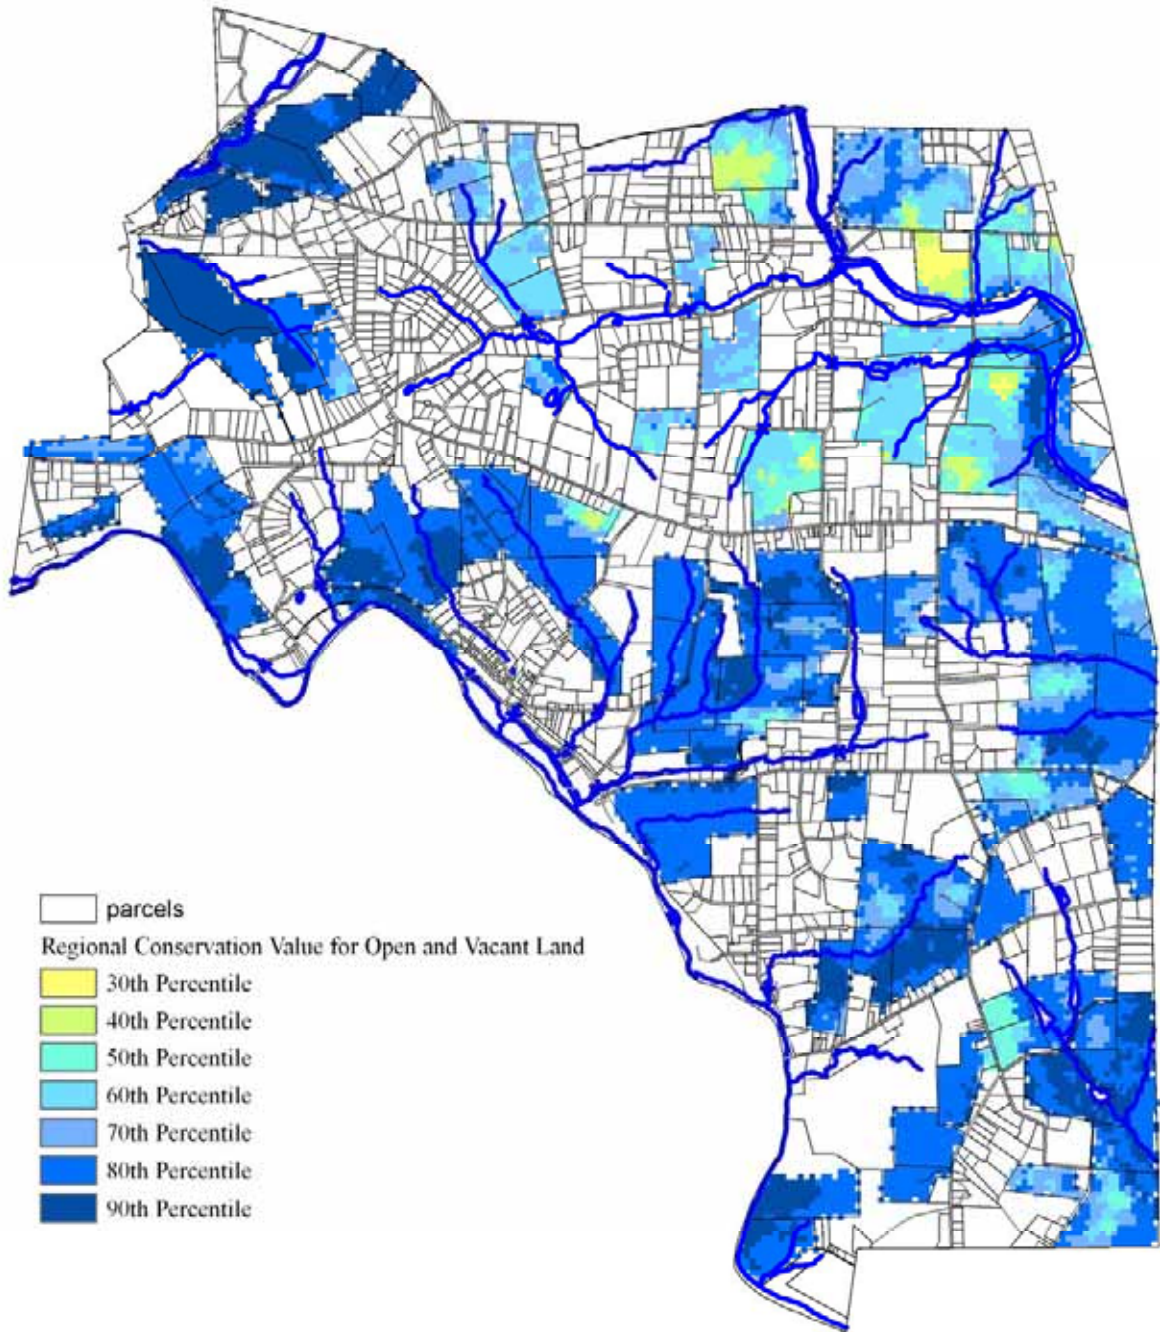 parcels
Regional Conservation Value for Open and Vacant Land
30th Percentile
40th Percentile
50th Percentile
60th Percentile
70th Percentile
80th Percentile
90th Percentile